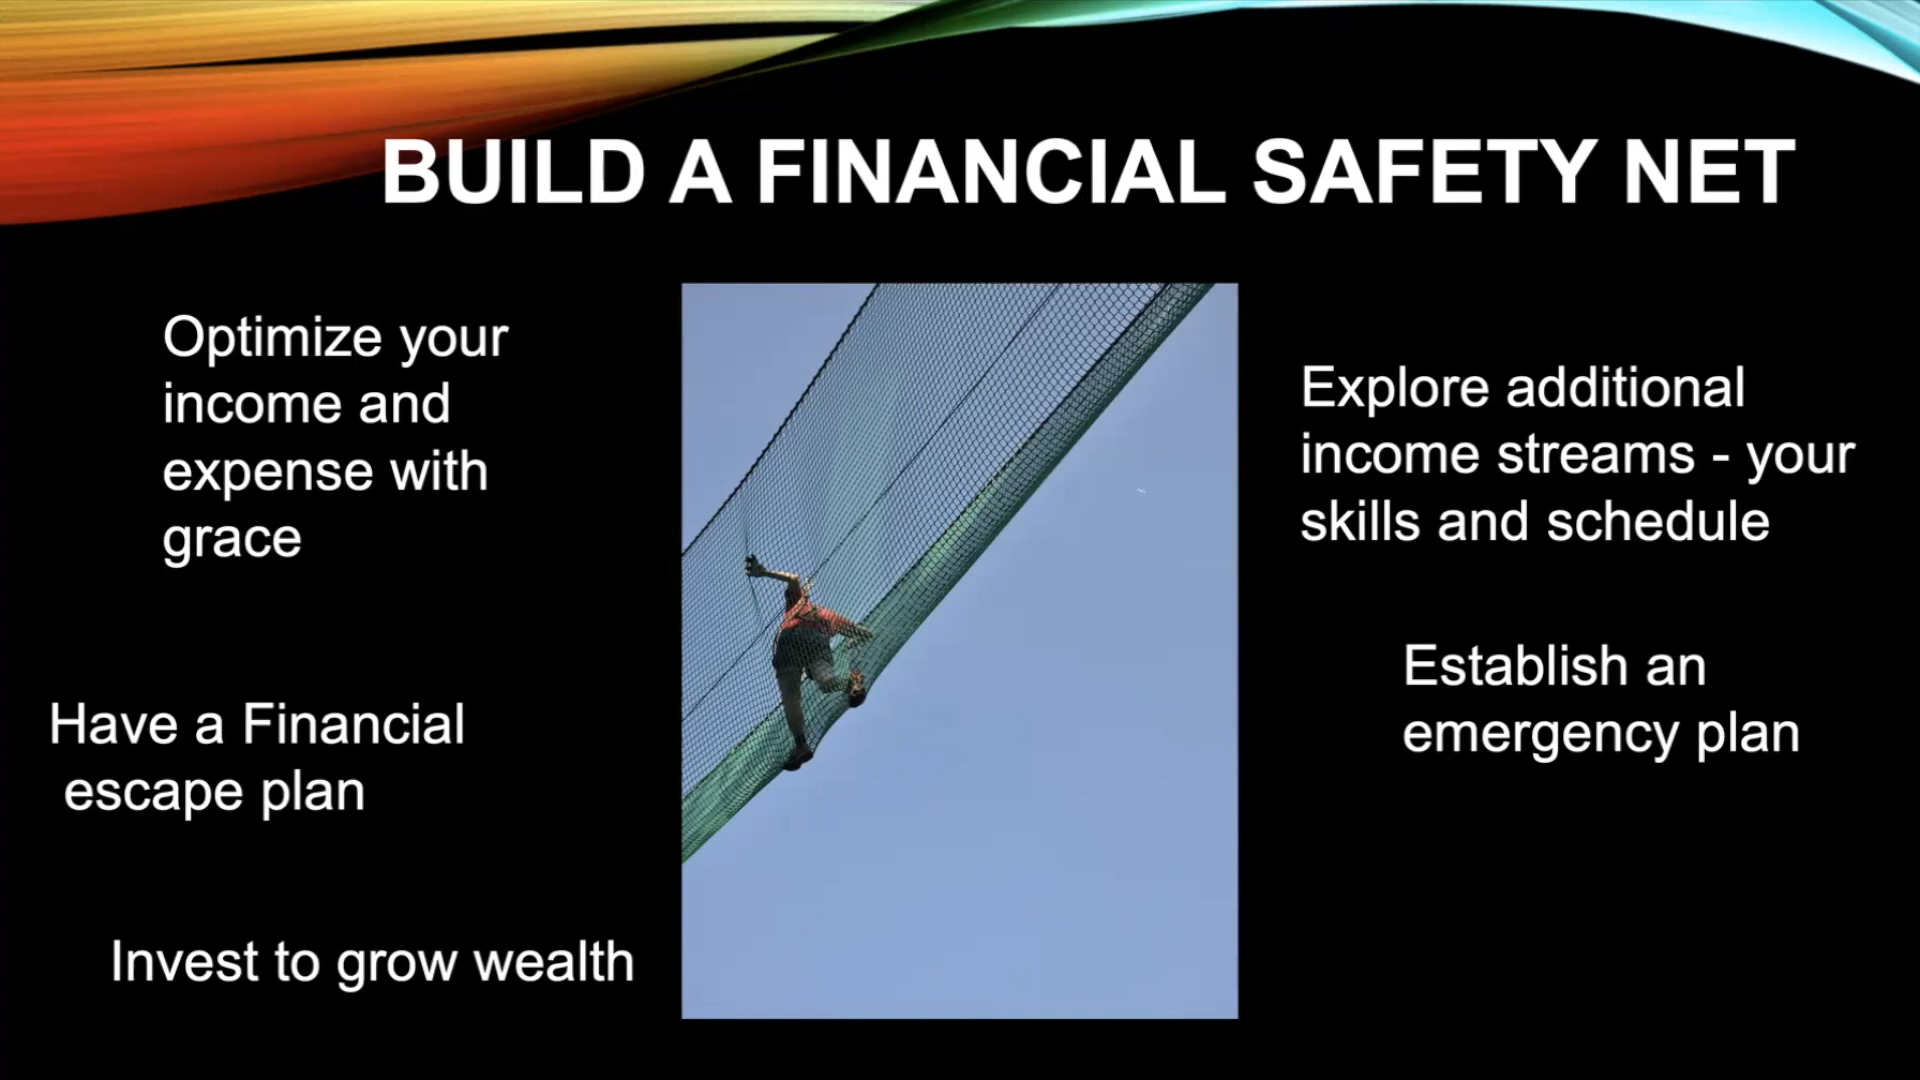 BUILD A FINANCIAL SAFETY NET
Optimize your
income and
expense with
grace
Have a Financial
escape plan
Invest to grow wealth
Explore additional
income streams - your
skills and schedule
Establish an
emergency plan